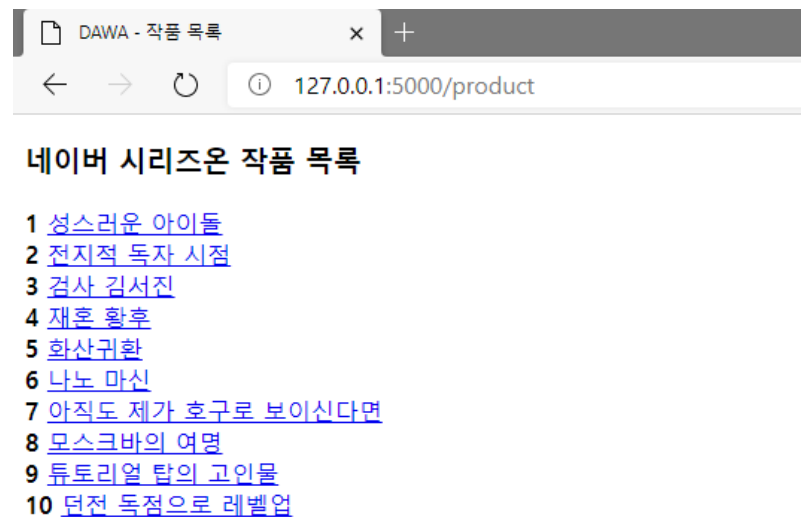 DAWA - 작품 목록
127.0.0.1:5000/product
네이버 시리즈온 작품 목록
1 성스러운 아이돌
2 전지적 독자 시점
3 검사 김서진
4 재혼 황후
5 화산귀환
6 나노 마신
7 아직도 제가 호구로 보이신다면
8 모스크바의 여명
9 튜토리얼 탑의 고인물
10 던전 독점으로 레벨업